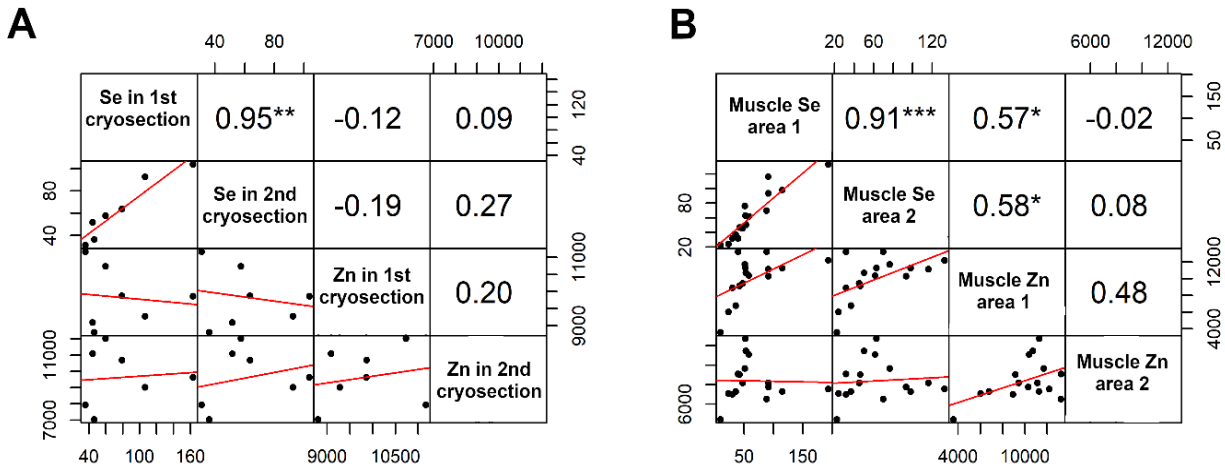 A
B
40 80
7000 10000
20 60 120
6000 12000
Se in 1st
cryosection
0.95**
-0.12
0.09
40 120
Muscle Se
area 1
0.91***
0.57*
-0.02
50 150
40 80
Se in 2nd
cryosection
-0.19
0.27
20 80
Muscle Se
area 2
0.58*
0.08
Zn in 1st
cryosection
0.20
9000 11000
Muscle Zn
area 1
0.48
4000 12000
7000 11000
Zn in 2nd
cryosection
6000
Muscle Zn
area 2
40 100 160
9000 10500
50 150
4000 10000